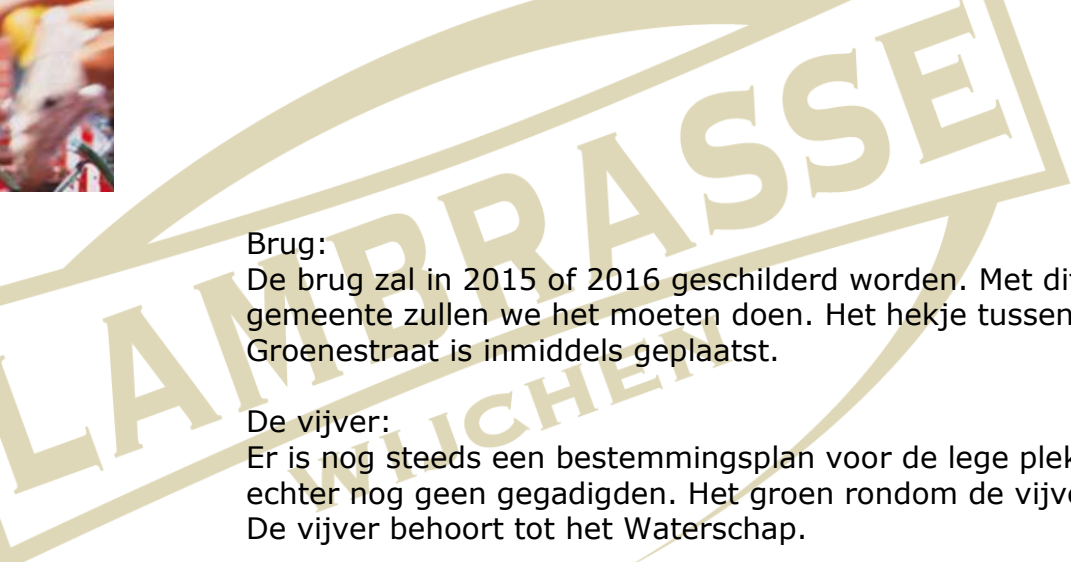 LAMBRASSE
WIJCHEN
Brug:
De brug zal in 2015 of 2016 geschilderd worden. Met dit
gemeente zullen we het moeten doen. Het hekje tussen
Groenestraat is inmiddels geplaatst.
De vijver:
Er is nog steeds een bestemmingsplan voor de lege plek
echter nog geen gegadigden. Het groen rondom de
De vijver behoort tot het Waterschap.